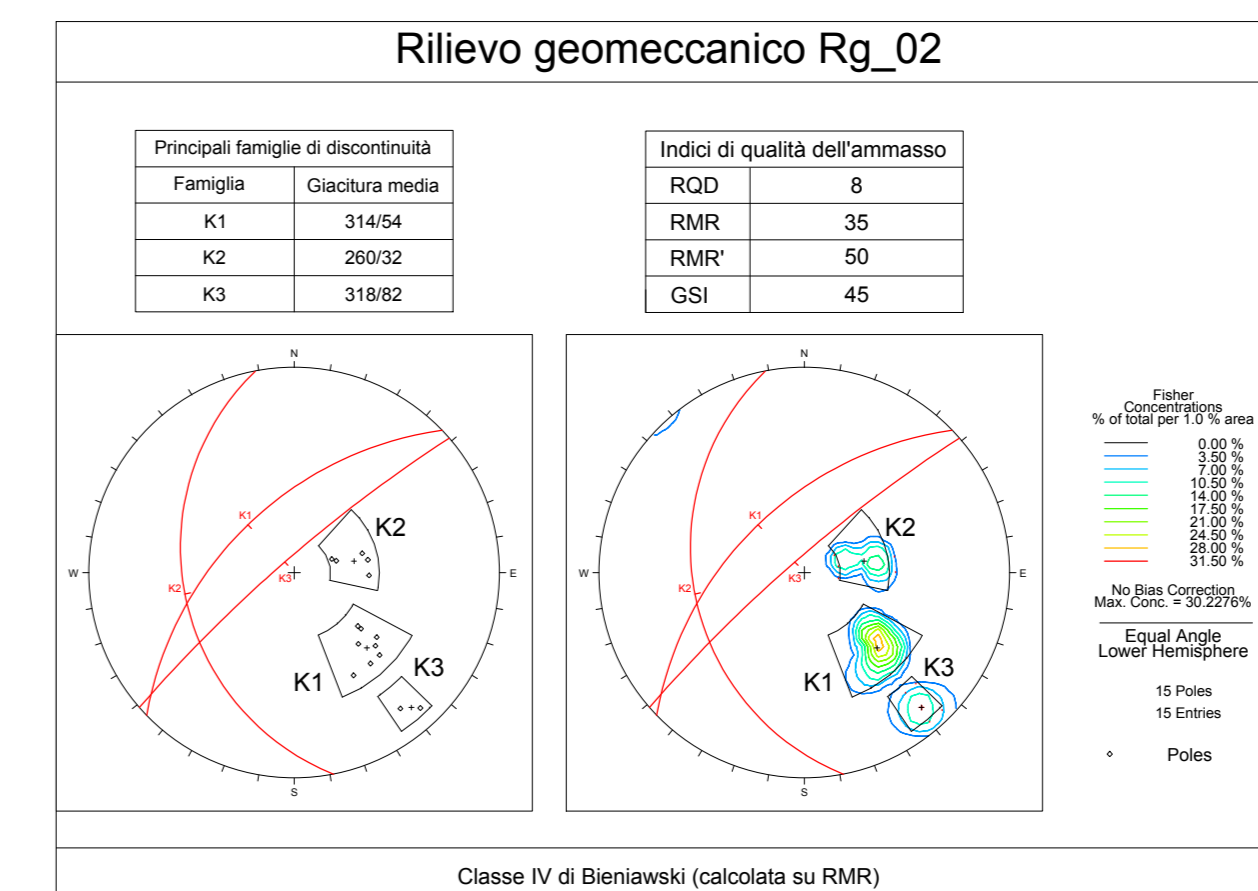 Rilievo geomeccanico Rg_02
Principali famiglie di discontinuità
Famiglia Giacitura media
K1 314/54
K2 260/32
K3 318/82
Indici di qualità dell'ammasso
RQD 8
RMR 35
RMR' 50
GSI 45
N
K1
K2
W
K3
E
K2
K1
K3
S
N
K1
K2
W
K3
E
K2
K1
K3
S
Fisher
Concentrations
% of total per 1.0 % area
0.00 %
3.50 %
7.00 %
10.50 %
14.00 %
17.50 %
21.00 %
24.50 %
28.00 %
31.50 %
No Bias Correction
Max. Conc. = 30.2276%
Equal Angle
Lower Hemisphere
15 Poles
15 Entries
Poles
Classe IV di Bieniawski (calcolata su RMR)